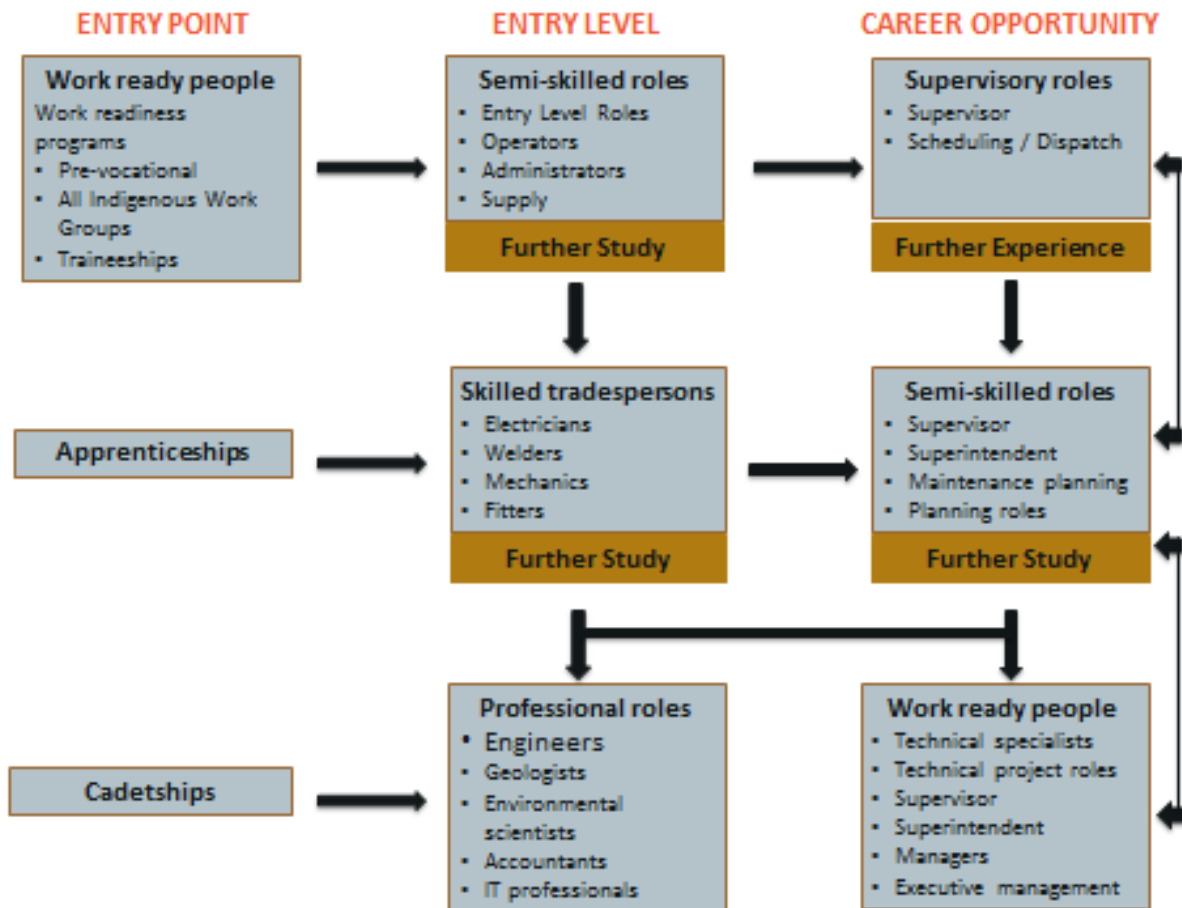 ENTRY POINT
ENTRY LEVEL
CAREER OPPORTUNITY
Work ready people
Work readiness
programs
▪ Pre-vocational
▪ All Indigenous Work
Groups
▪ Traineeships
Semi-skilled roles
▪ Entry Level Roles
▪ Operators
▪ Administrators
▪ Supply
Further Study
Supervisory roles
▪ Supervisor
▪ Scheduling / Dispatch
Further Experience
Apprenticeships
Skilled tradespersons
▪ Electricians
▪ Welders
▪ Mechanics
▪ Fitters
Further Study
Semi-skilled roles
▪ Supervisor
▪ Superintendent
▪ Maintenance planning
▪ Planning roles
Further Study
Cadetships
Professional roles
• Engineers
▪ Geologists
▪ Environmental
scientists
▪ Accountants
▪ IT professionals
Work ready people
▪ Technical specialists
▪ Technical project roles
▪ Supervisor
▪ Superintendent
▪ Managers
▪ Executive management